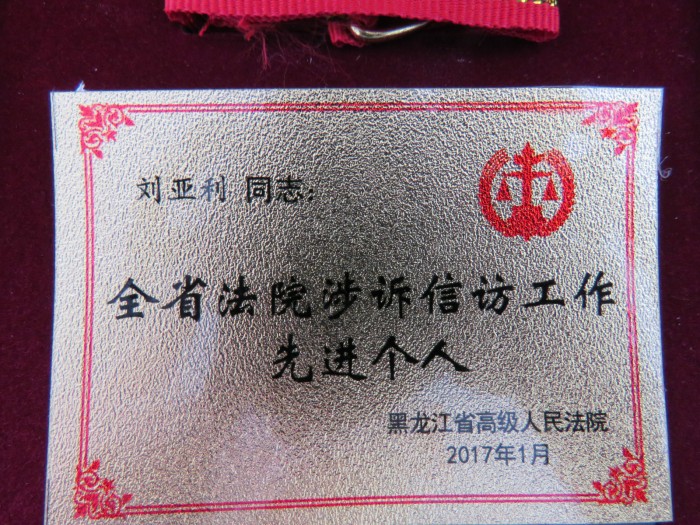 刘亚利 同志：
全省法院涉诉信访工作
先进个人
黑龙江省高级人民法院
2017年1月